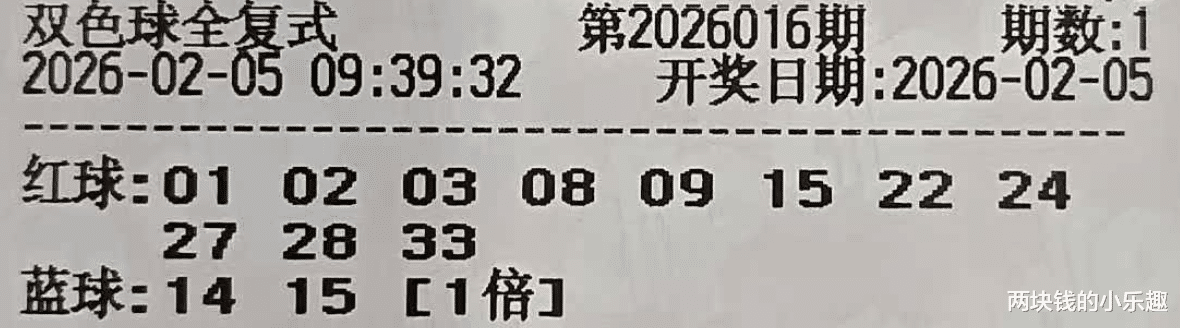 双色球全复式 第2026016期 期数:1
2026-02-05 09:39:32 开奖日期:2026-02-05
红球:01 02 03 08 09 15 22 24
27 28 33
蓝球:14 15 [1倍]
两块钱的小乐趣